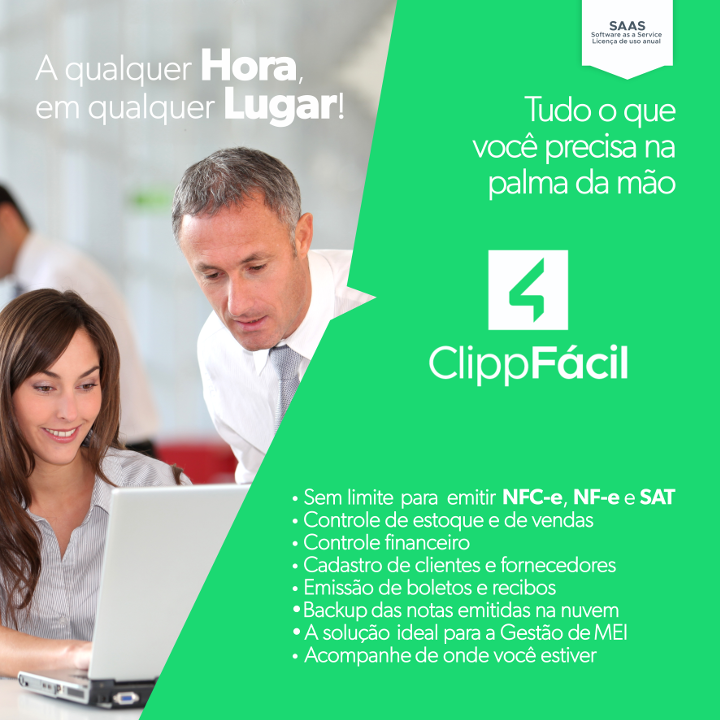 A qualquer Hora,
em qualquer Lugar!
SAAS
Software as a Service
Licença de uso anual
Tudo o que
você precisa na
palma da mão
ClippFácil
• Sem limite para emitir NFC-e, NF-e e SAT
• Controle de estoque e de vendas
• Controle financeiro
• Cadastro de clientes e fornecedores
• Emissão de boletos e recibos
• Backup das notas emitidas na nuvem
• A solução ideal para a Gestão de MEI
• Acompanhe de onde você estiver